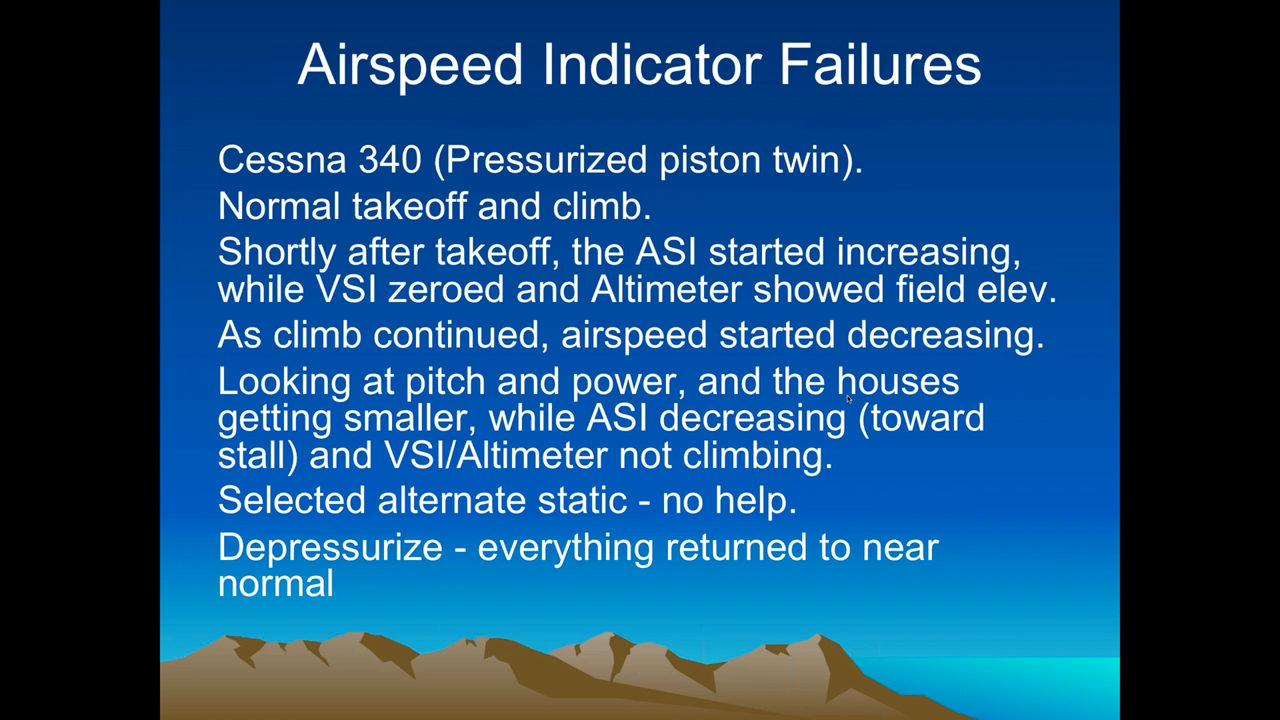 Airspeed Indicator Failures
Cessna 340 (Pressurized piston twin).
Normal takeoff and climb.
Shortly after takeoff, the ASI started increasing,
while VSI zeroed and Altimeter showed field elev.
As climb continued, airspeed started decreasing.
Looking at pitch and power, and the houses
getting smaller, while ASI decreasing (toward
stall) and VSI/Altimeter not climbing.
Selected alternate static - no help.
Depressurize - everything returned to near
normal